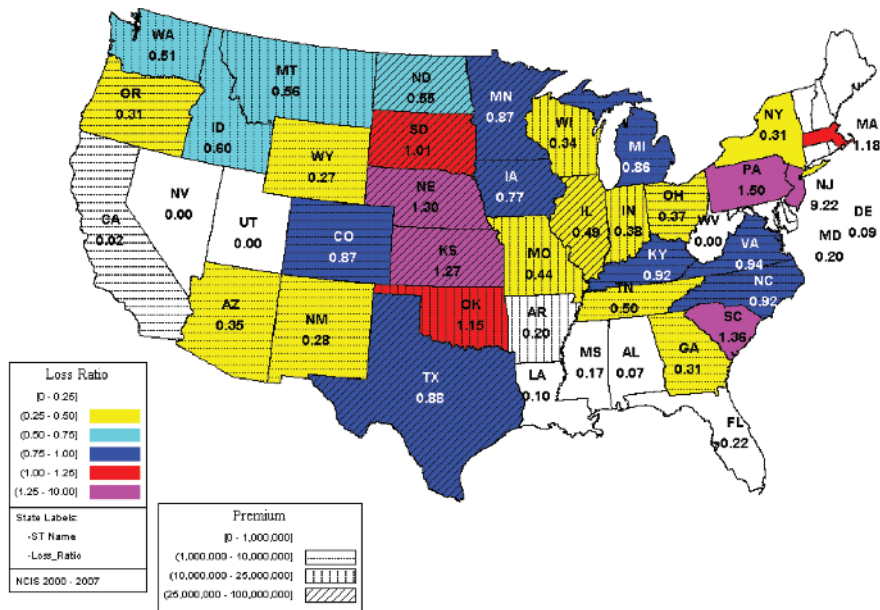 WA
0.51
MT
0.56
ND
0.55
MN
0.87
OR
0.31
ID
0.60
SD
1.01
WI
0.34
MI
0.86
NY
0.31
MA
1.18
WY
0.27
NE
1.30
IA
0.77
PA
1.50
NJ
9.22
NV
0.00
UT
0.00
CO
0.87
IL
0.49
IN
0.38
OH
0.37
WV
0.00
DE
0.09
MD
0.20
CA
0.02
KS
1.27
MO
0.44
KY
0.92
VA
0.94
AZ
0.35
NM
0.28
OK
1.15
AR
0.20
TN
0.50
NC
0.92
SC
1.36
TX
0.88
LA
0.10
MS
0.17
AL
0.07
GA
0.31
FL
0.22
Loss Ratio
[0 - 0.25]
(0.25 - 0.50]
(0.50 - 0.75]
(0.75 - 1.00]
(1.00 - 1.25]
(1.25 - 10.00]
State Labels:
-ST Name
-Loss_Ratio
NCIS 2000 - 2007
Premium
[0 - 1,000,000]
(1,000,000 - 10,000,000]
(10,000,000 - 25,000,000]
(25,000,000 - 100,000,000]